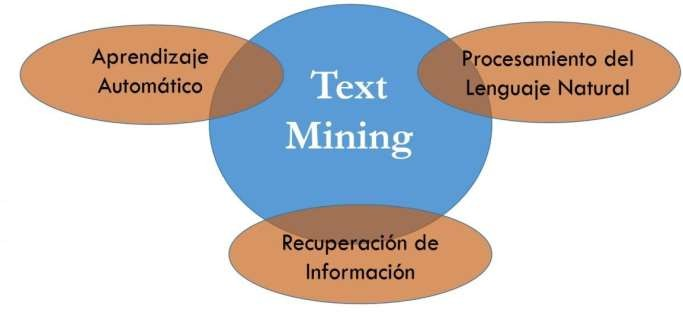 Aprendizaje
Automático
Text
Mining
Procesamiento del
Lenguaje Natural
Recuperación de
Información